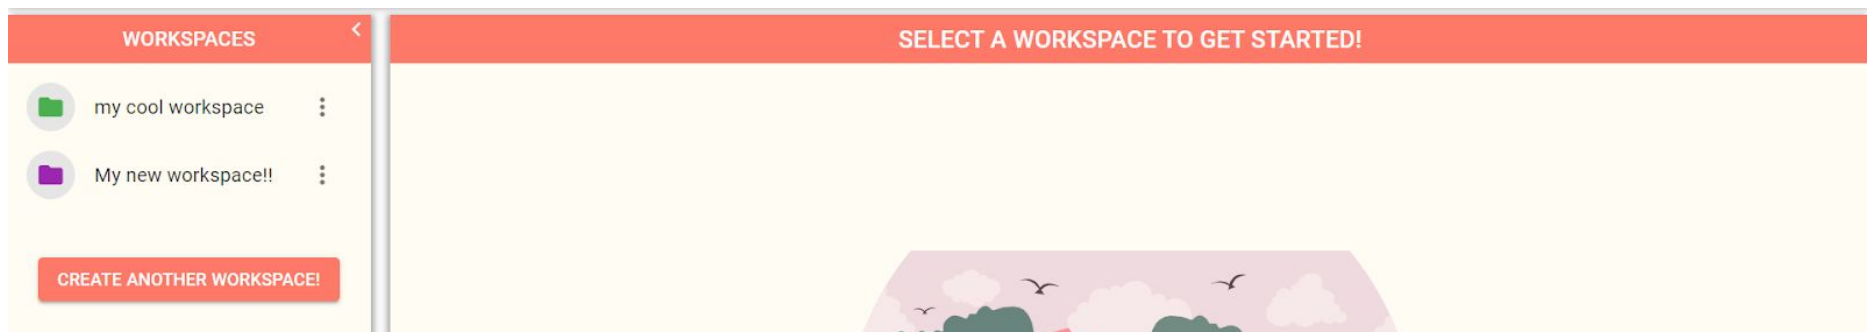 WORKSPACES
my cool workspace
My new workspace!!
CREATE ANOTHER WORKSPACE!
SELECT A WORKSPACE TO GET STARTED!